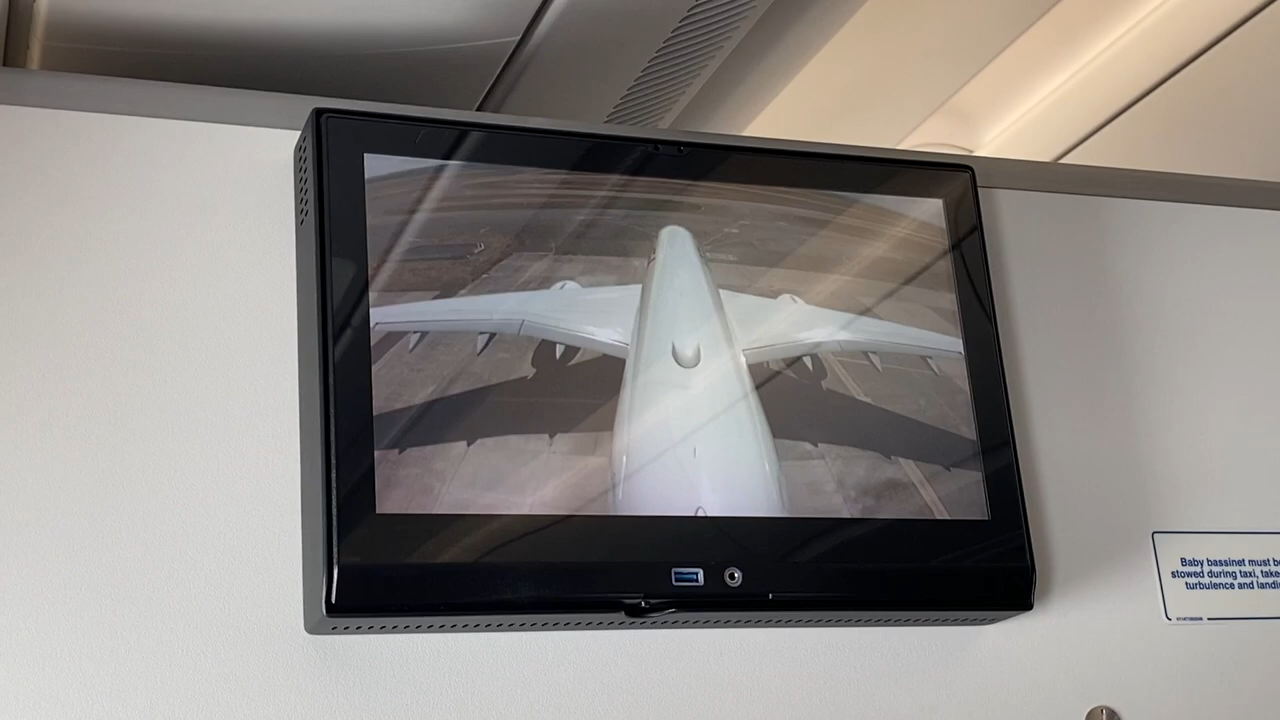 Baby bassinet must b
stowed during taxi, take
turbulence and landi